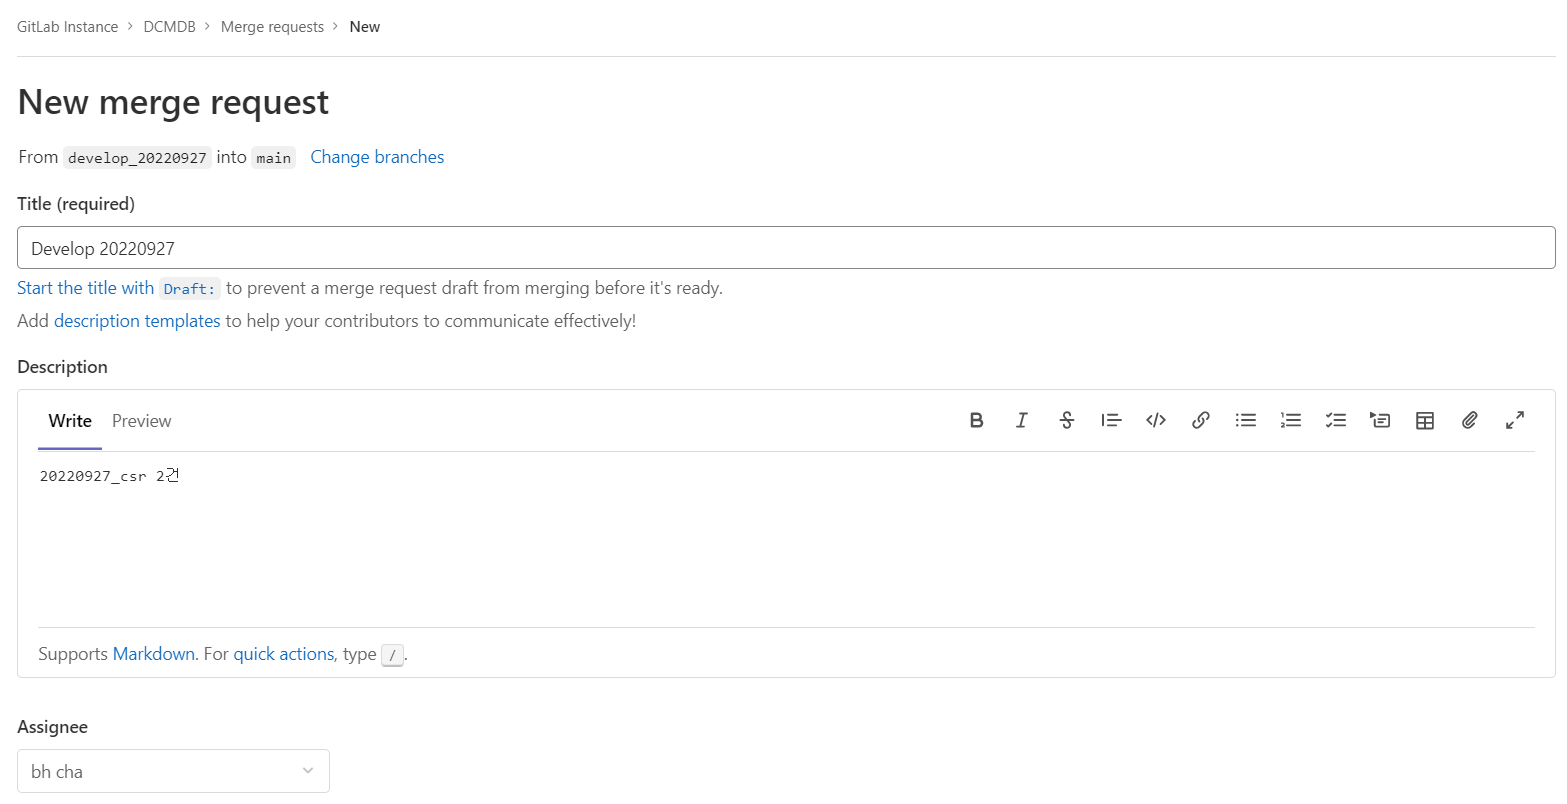 GitLab Instance > DCMDB > Merge requests > New
New merge request
From develop_20220927 into main Change branches
Title (required)
Develop 20220927
Start the title with Draft: to prevent a merge request draft from merging before it's ready.
Add description templates to help your contributors to communicate effectively!
Description
Write Preview
20220927_csr 2건
Supports Markdown. For quick actions, type /.
Assignee
bh cha